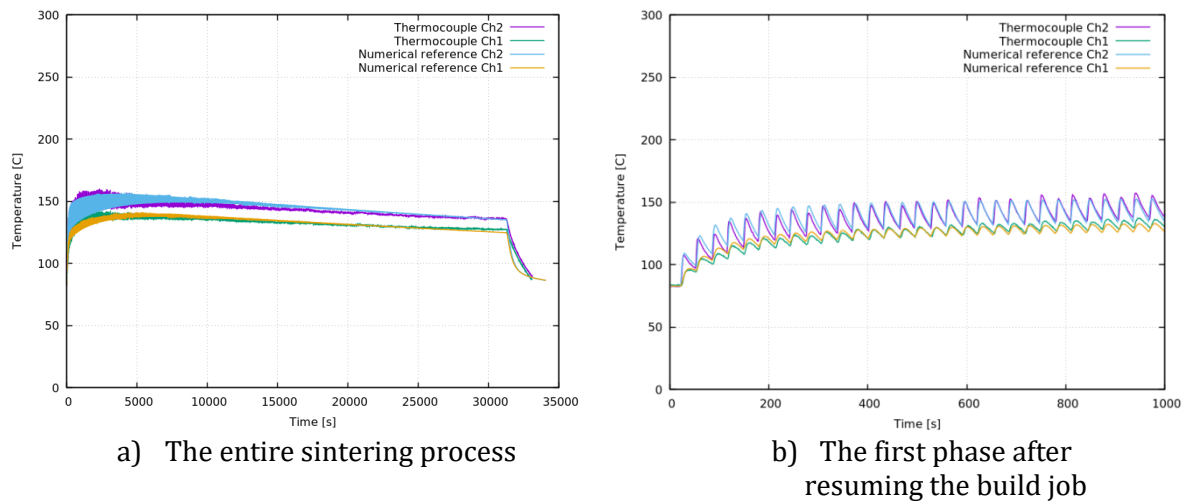 300
250
200
150
100
50
0
Temperature [C]
0
5000
10000
15000
20000
25000
30000
35000
Time [s]
Thermocouple Ch2
Thermocouple Ch1
Numerical reference Ch2
Numerical reference Ch1
a) The entire sintering process
300
250
200
150
100
50
0
Temperature [C]
0
200
400
600
800
1000
Time [s]
Thermocouple Ch2
Thermocouple Ch1
Numerical reference Ch2
Numerical reference Ch1
b) The first phase after
resuming the build job